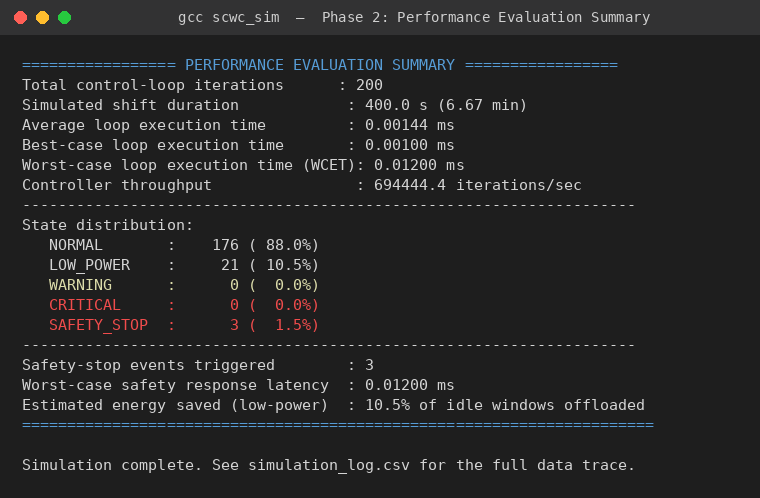 gcc scwc_sim — Phase 2: Performance Evaluation Summary
================= PERFORMANCE EVALUATION SUMMARY =================
Total control-loop iterations      : 200
Simulated shift duration            : 400.0 s (6.67 min)
Average loop execution time         : 0.00144 ms
Best-case loop execution time       : 0.00100 ms
Worst-case loop execution time (WCET): 0.01200 ms
Controller throughput                : 694444.4 iterations/sec
--------------------------------------------------------------------
State distribution:
   NORMAL       :    176 ( 88.0%)
   LOW_POWER    :     21 ( 10.5%)
   WARNING      :      0 (  0.0%)
   CRITICAL     :      0 (  0.0%)
   SAFETY_STOP  :      3 (  1.5%)
--------------------------------------------------------------------
Safety-stop events triggered        : 3
Worst-case safety response latency  : 0.01200 ms
Estimated energy saved (low-power)  : 10.5% of idle windows offloaded
======================================================================
Simulation complete. See simulation_log.csv for the full data trace.